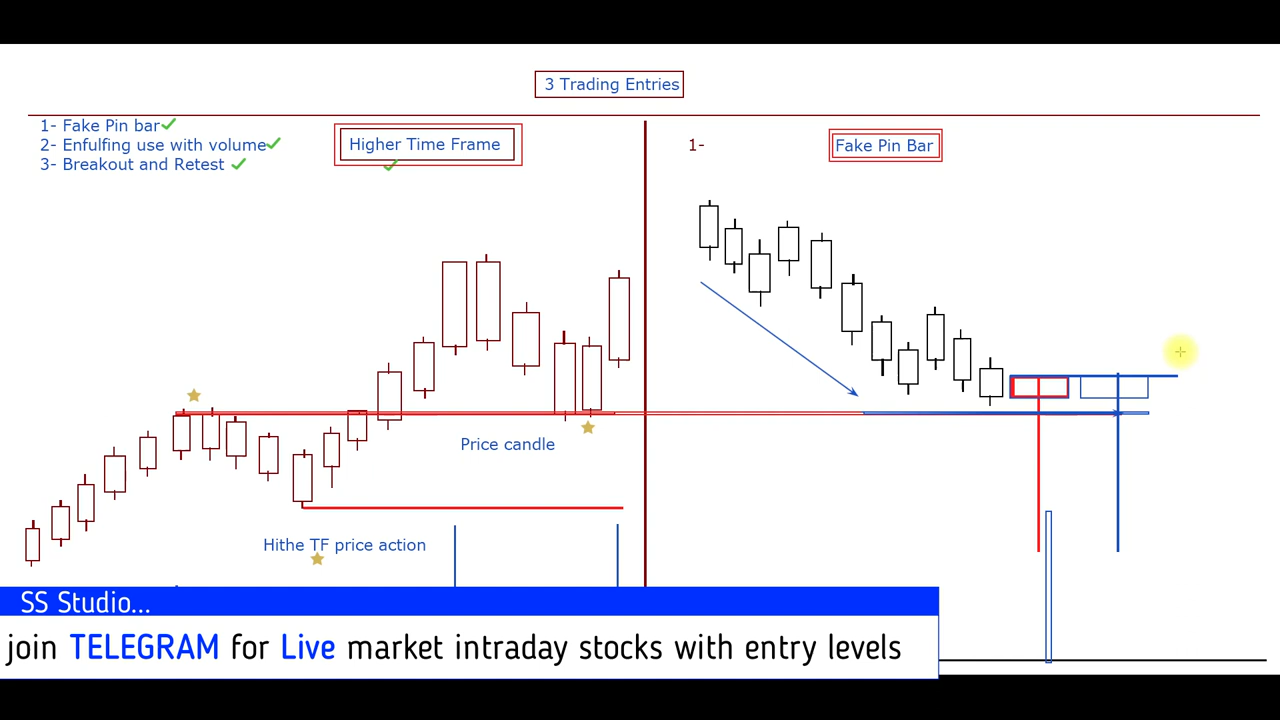 3 Trading Entries
1- Fake Pin bar
2- Enfulfing use with volume
3- Breakout and Retest
Higher Time Frame
1-
Fake Pin Bar
Price candle
Hithe TF price action
SS Studio...
join TELEGRAM for Live market intraday stocks with entry levels